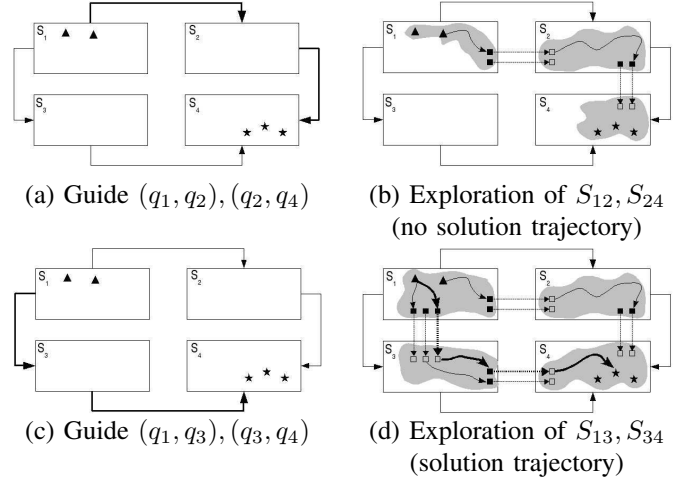 S₁ S₂
S₃ S₄
S₁ S₂
S₃ S₄
(a) Guide (q₁, q₂), (q₂, q₄)
(b) Exploration of S₁₂, S₂₄
(no solution trajectory)
S₁ S₂
S₃ S₄
S₁ S₂
S₃ S₄
(c) Guide (q₁, q₃), (q₃, q₄)
(d) Exploration of S₁₃, S₃₄
(solution trajectory)